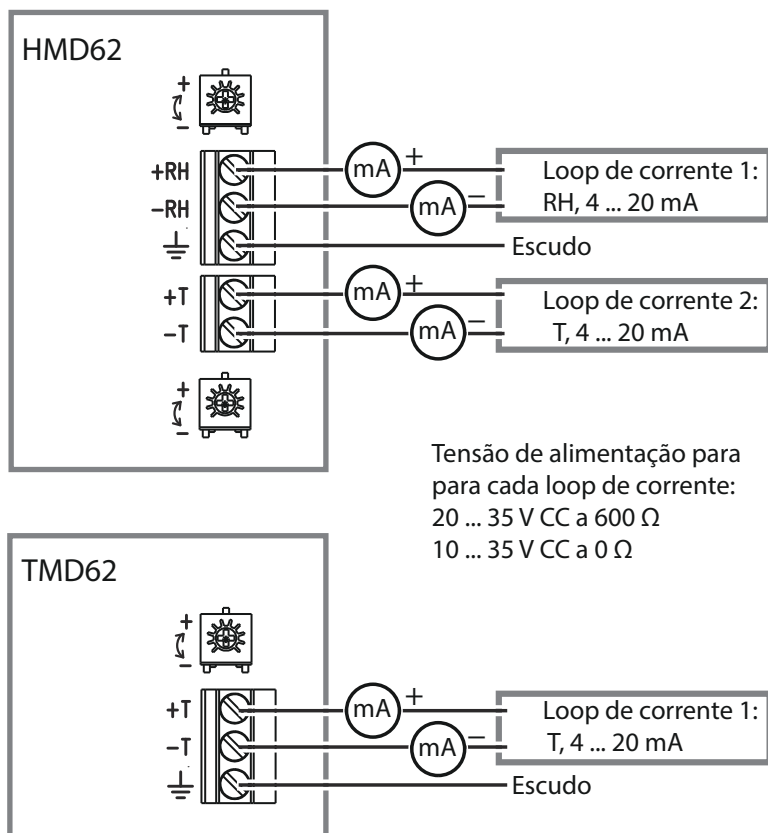 HMD62
+
−
+RH
mA
+
Loop de corrente 1:
−RH
mA
−
RH, 4 ... 20 mA
Escudo
+T
mA
+
Loop de corrente 2:
−T
mA
−
T, 4 ... 20 mA
+
−
Tensão de alimentação para
para cada loop de corrente:
20 ... 35 V CC a 600 Ω
10 ... 35 V CC a 0 Ω
TMD62
+
−
+T
mA
+
Loop de corrente 1:
−T
mA
−
T, 4 ... 20 mA
Escudo